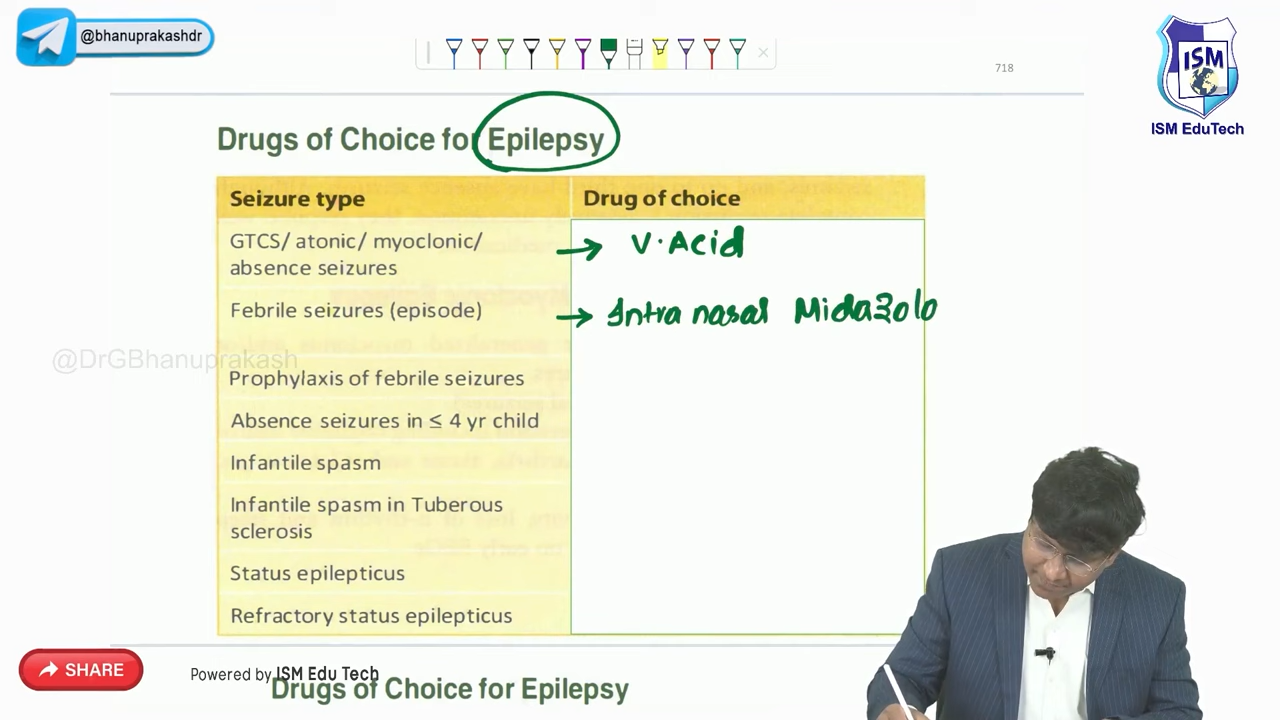 @bhanuprakashdr
718
ISM
ISM EduTech
Drugs of Choice for Epilepsy
Seizure type Drug of choice
GTCS/ atonic/ myoclonic/ → V. Acid
absence seizures
Febrile seizures (episode) → Intra nasal Midazolo
@DrGBhanuprakash
Prophylaxis of febrile seizures
Absence seizures in ≤ 4 yr child
Infantile spasm
Infantile spasm in Tuberous
sclerosis
Status epilepticus
Refractory status epilepticus
SHARE
Powered by ISM Edu Tech
Drugs of Choice for Epilepsy